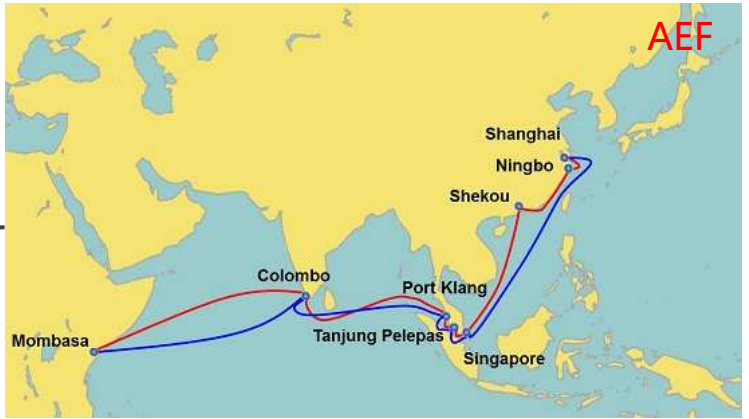 AEF
Shanghai
Ningbo
Shekou
Colombo
Port Klang
Mombasa
Tanjung Pelepas
Singapore